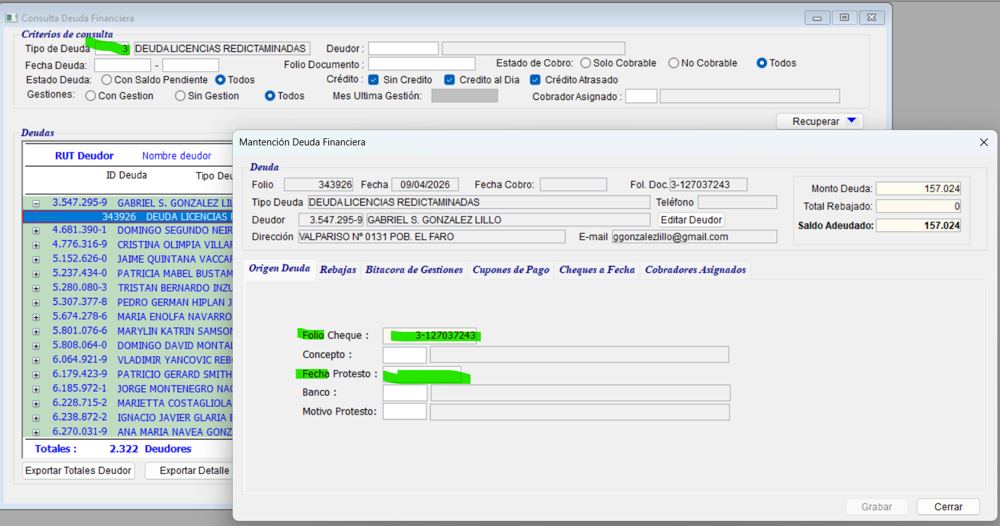 Consulta Deuda Financiera
Criterios de consulta
Tipo de Deuda 3 DEUDA LICENCIAS REDICTAMINADAS Deudor :
Fecha Deuda: - Folio Documento : Estado de Cobro: Solo Cobrable No Cobrable Todos
Estado Deuda: Con Saldo Pendiente Todos Crédito : Sin Credito Credito al Dia Crédito Atrasado
Gestiones: Con Gestion Sin Gestion Todos Mes Ultima Gestión: Cobrador Asignado :
Recuperar
Deudas
RUT Deudor Nombre deudor
ID Deuda Tipo Deu
3.547.295-9 GABRIEL S. GONZALEZ LIL
343926 DEUDA LICENCIAS R
4.681.390-1 DOMINGO SEGUNDO NEIR
4.776.316-9 CRISTINA OLIMPIA VILLAR
5.152.626-0 JAIME QUINTANA VACCAR
5.237.434-0 PATRICIA MABEL BUSTAM
5.280.080-3 TRISTAN BERNARDO INZU
5.307.377-8 PEDRO GERMAN HIPLAN J
5.674.278-6 MARIA ENOLFA NAVARRO
5.801.076-6 MARYLIN KATRIN SAMSON
5.808.064-0 DOMINGO DAVID MONTAL
6.064.921-9 VLADIMIR YANCOVIC REB
6.179.423-9 PATRICIO GERARD SMITH
6.185.972-1 JORGE MONTENEGRO NAC
6.228.715-2 MARIETTA COSTAGLIOLA
6.238.872-2 IGNACIO JAVIER GLARIA E
6.270.031-9 ANA MARIA NAVEA GONZ
Totales : 2.322 Deudores
Exportar Totales Deudor Exportar Detalle
Mantención Deuda Financiera
Deuda
Folio 343926 Fecha 09/04/2026 Fecha Cobro: Fol. Doc. 3-127037243
Tipo Deuda DEUDA LICENCIAS REDICTAMINADAS Teléfono
Deudor 3.547.295-9 GABRIEL S. GONZALEZ LILLO Editar Deudor
Dirección VALPARISO Nº 0131 POB. EL FARO E-mail ggonzalezlillo@gmail.com
Monto Deuda: 157.024
Total Rebajado: 0
Saldo Adeudado: 157.024
Origen Deuda Rebajas Bitacora de Gestiones Cupones de Pago Cheques a Fecha Cobradores Asignados
Folio Cheque : 3-127037243
Concepto :
Fecha Protesto :
Banco :
Motivo Protesto:
Grabar Cerrar